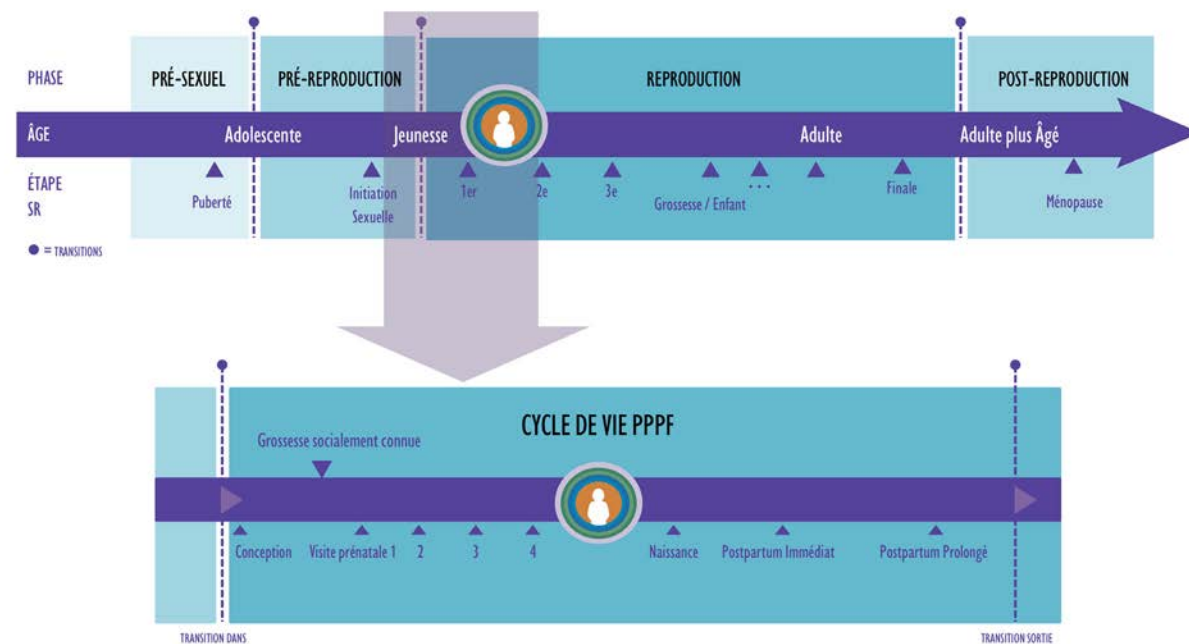 PHASE
PRÉ-SEXUEL
PRÉ-REPRODUCTION
REPRODUCTION
POST-REPRODUCTION
ÂGE
Adolescente
Jeunesse
Adulte
Adulte plus Âgé
ÉTAPE
SR
Puberté
Initiation
Sexuelle
1er
2e
3e
Grossesse / Enfant
...
Finale
Ménopause
= TRANSITIONS
CYCLE DE VIE PPPF
Grossesse socialement connue
Conception
Visite prénatale 1
2
3
4
Naissance
Postpartum Immédiat
Postpartum Prolongé
TRANSITION DANS
TRANSITION SORTIE